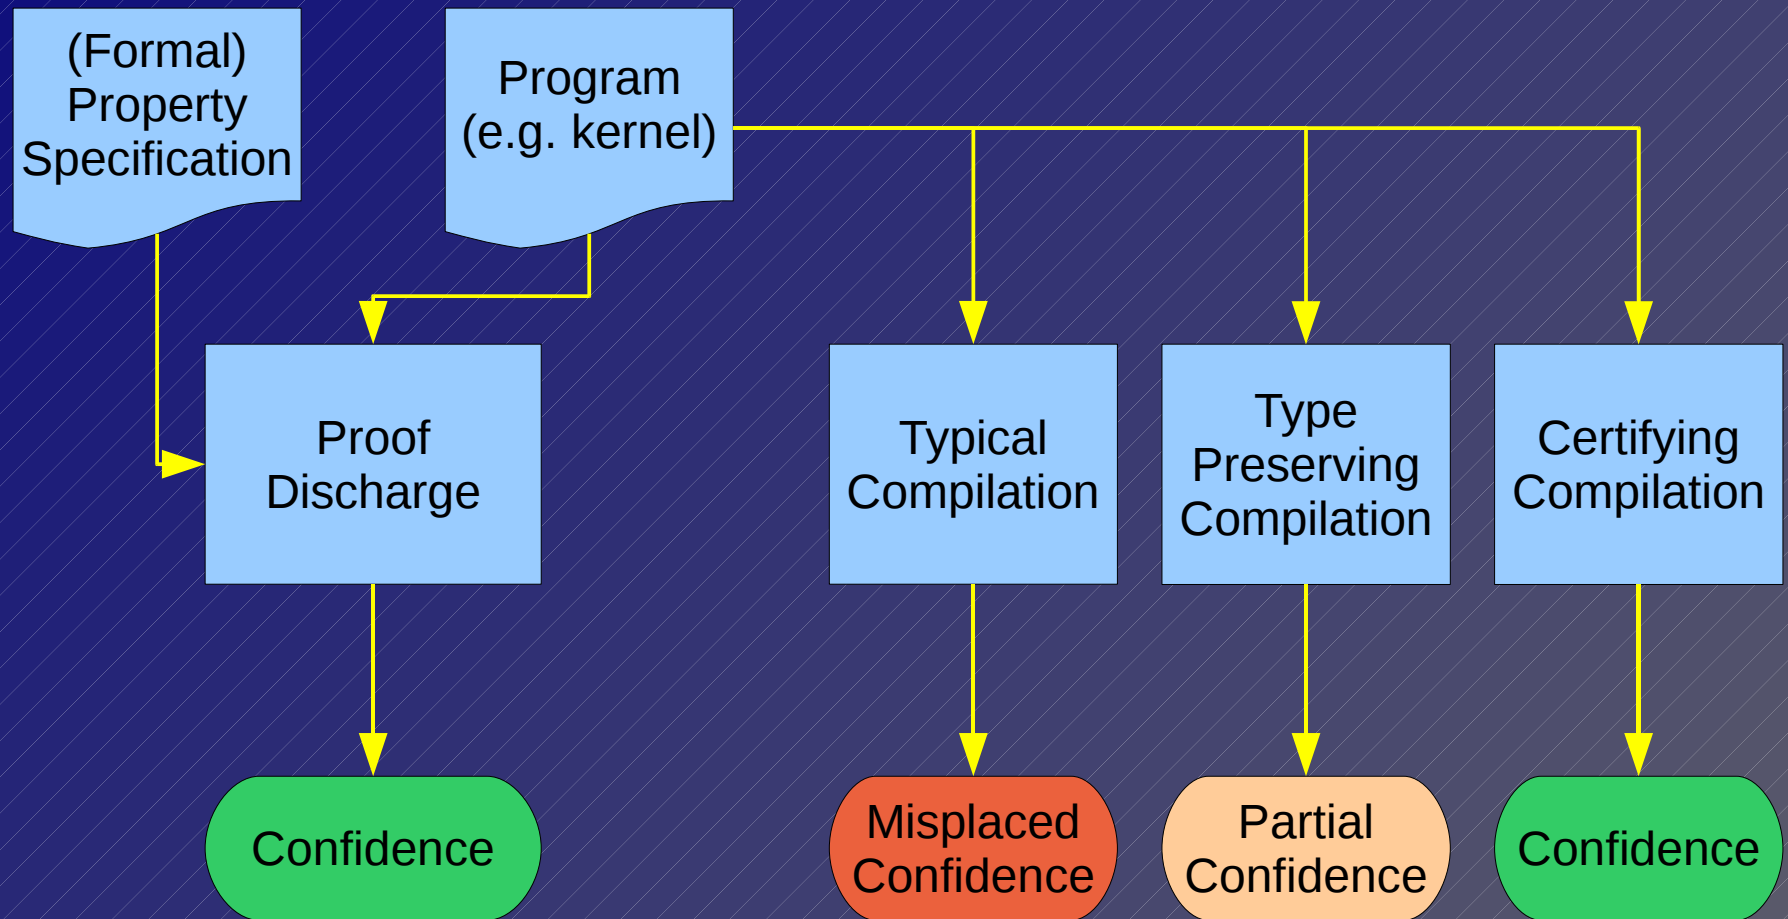 (Formal)
Property
Specification
Program
(e.g. kernel)
Proof
Discharge
Typical
Compilation
Type
Preserving
Compilation
Certifying
Compilation
Confidence
Misplaced
Confidence
Partial
Confidence
Confidence